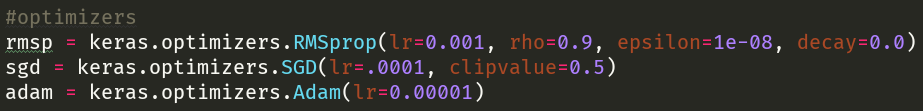 #optimizers
rmsp = keras.optimizers.RMSprop(lr=0.001, rho=0.9, epsilon=1e-08, decay=0.0)
sgd = keras.optimizers.SGD(lr=.0001, clipvalue=0.5)
adam = keras.optimizers.Adam(lr=0.00001)